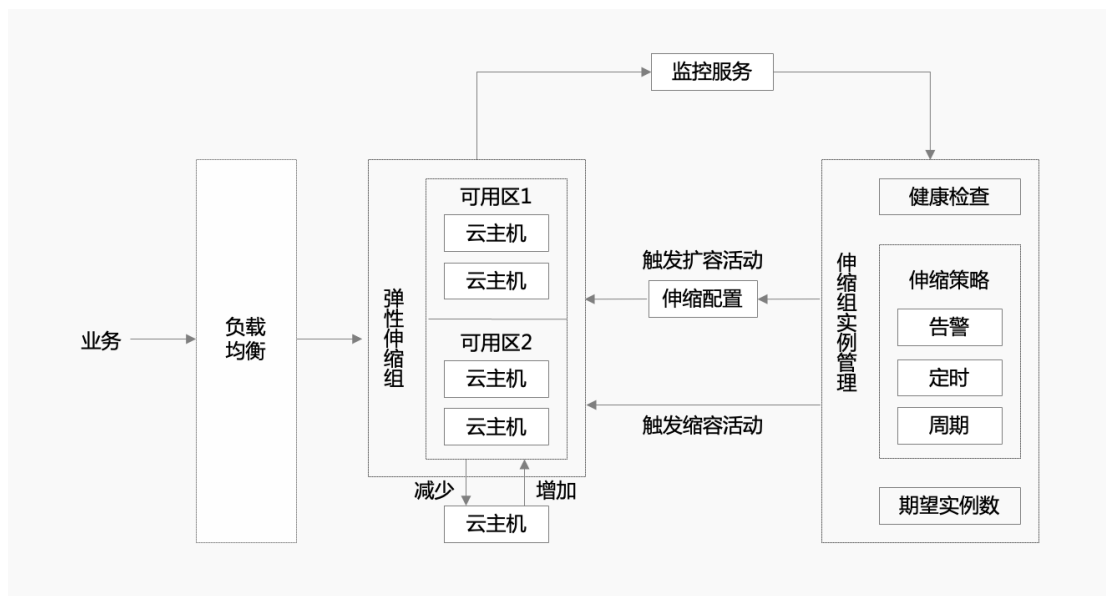 监控服务
可用区1
云主机
云主机
可用区2
云主机
云主机
弹性伸缩组
业务
负载
均衡
减少
增加
云主机
触发扩容活动
伸缩配置
触发缩容活动
伸缩组实例管理
健康检查
伸缩策略
告警
定时
周期
期望实例数